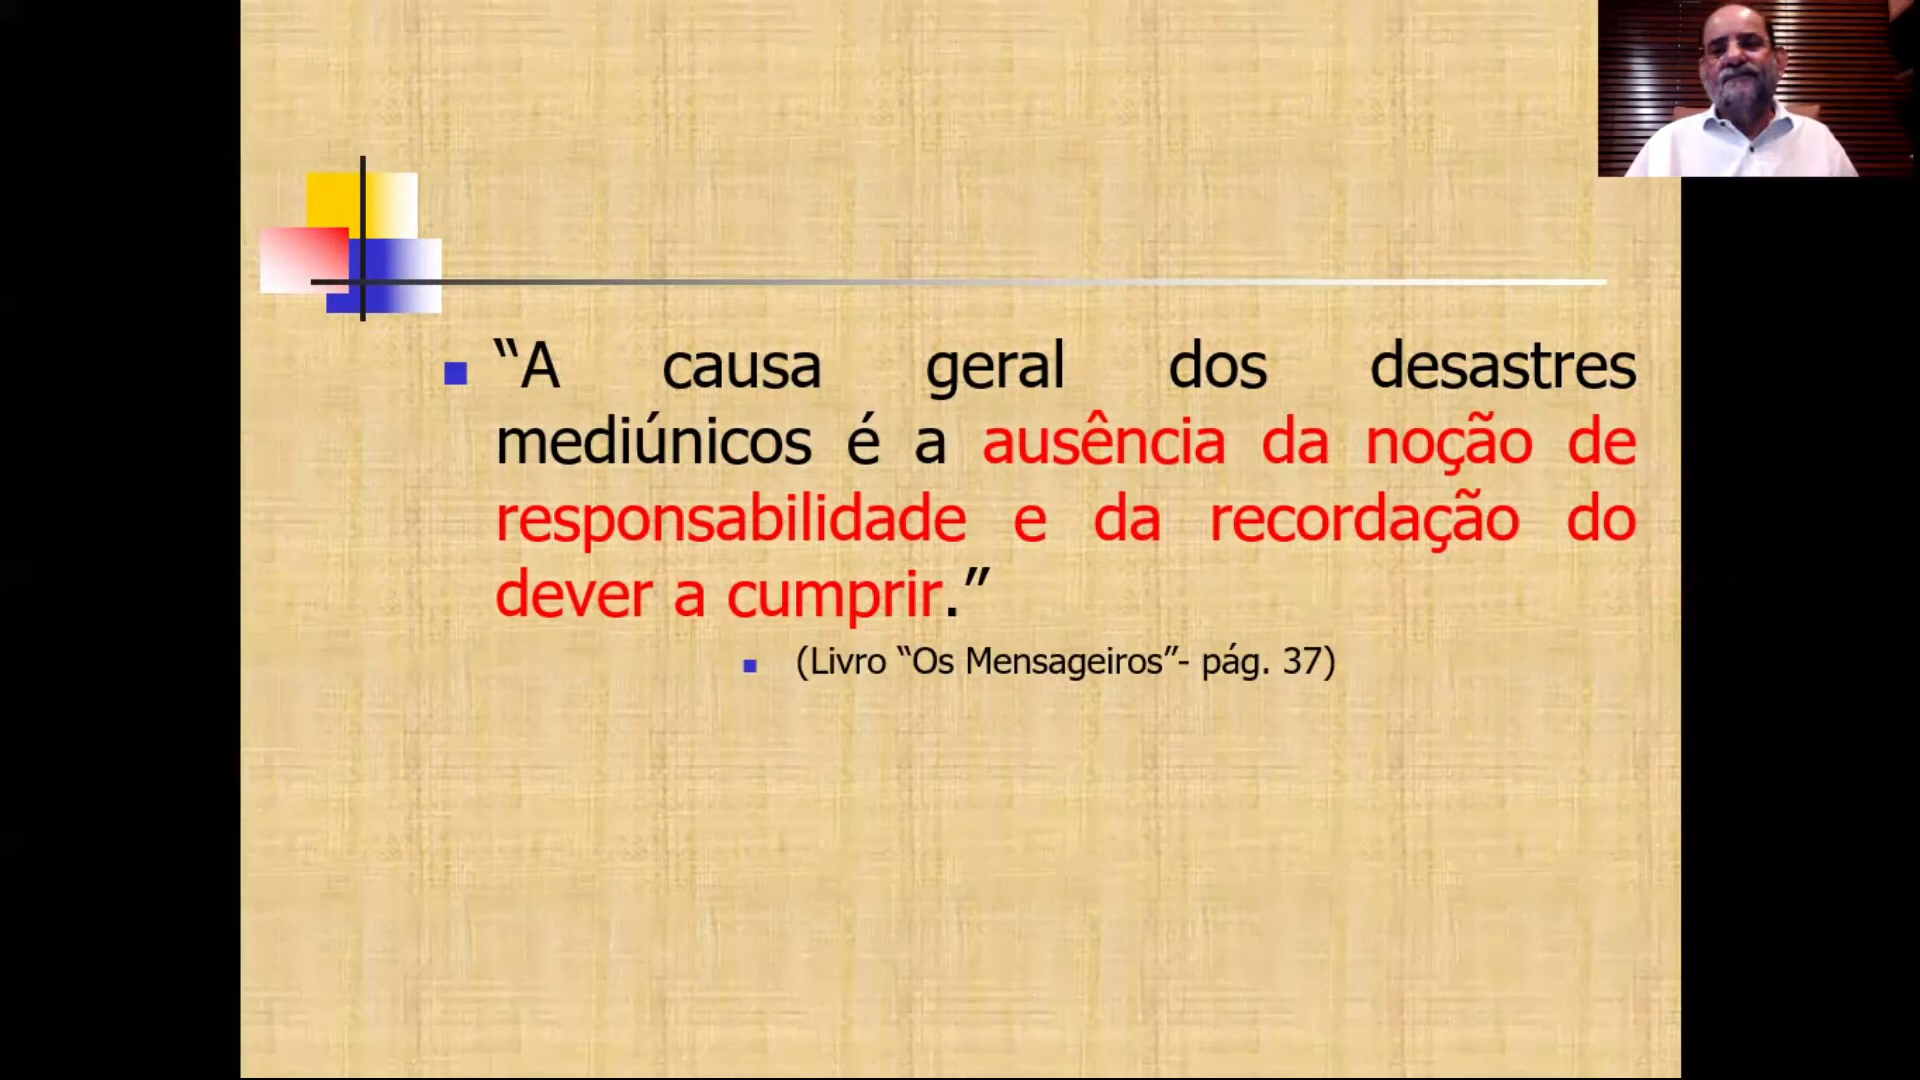 “A causa geral dos desastres
mediúnicos é a ausência da noção de
responsabilidade e da recordação do
dever a cumprir.”
(Livro “Os Mensageiros”- pág. 37)